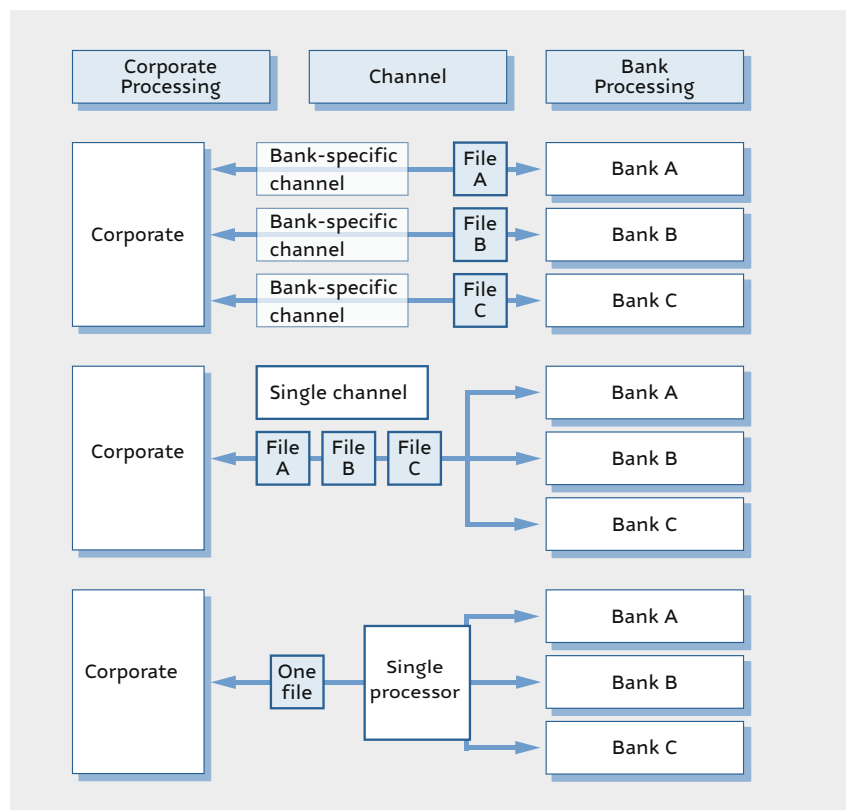 Corporate
Processing
Channel
Bank
Processing
Corporate
Bank-specific
channel
File
A
Bank A
Bank-specific
channel
File
B
Bank B
Bank-specific
channel
File
C
Bank C
Corporate
Single channel
File
A
File
B
File
C
Bank A
Bank B
Bank C
Corporate
One
file
Single
processor
Bank A
Bank B
Bank C